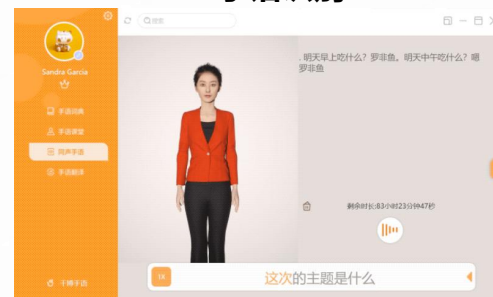 搜索
Sandra Garcia
手语词典
手语课堂
同声手语
手语翻译
千博手语
. 明天早上吃什么？罗非鱼。明天中午吃什么？嗯
罗非鱼
剩余时长:83小时23分钟47秒
1X
这次的主题是什么